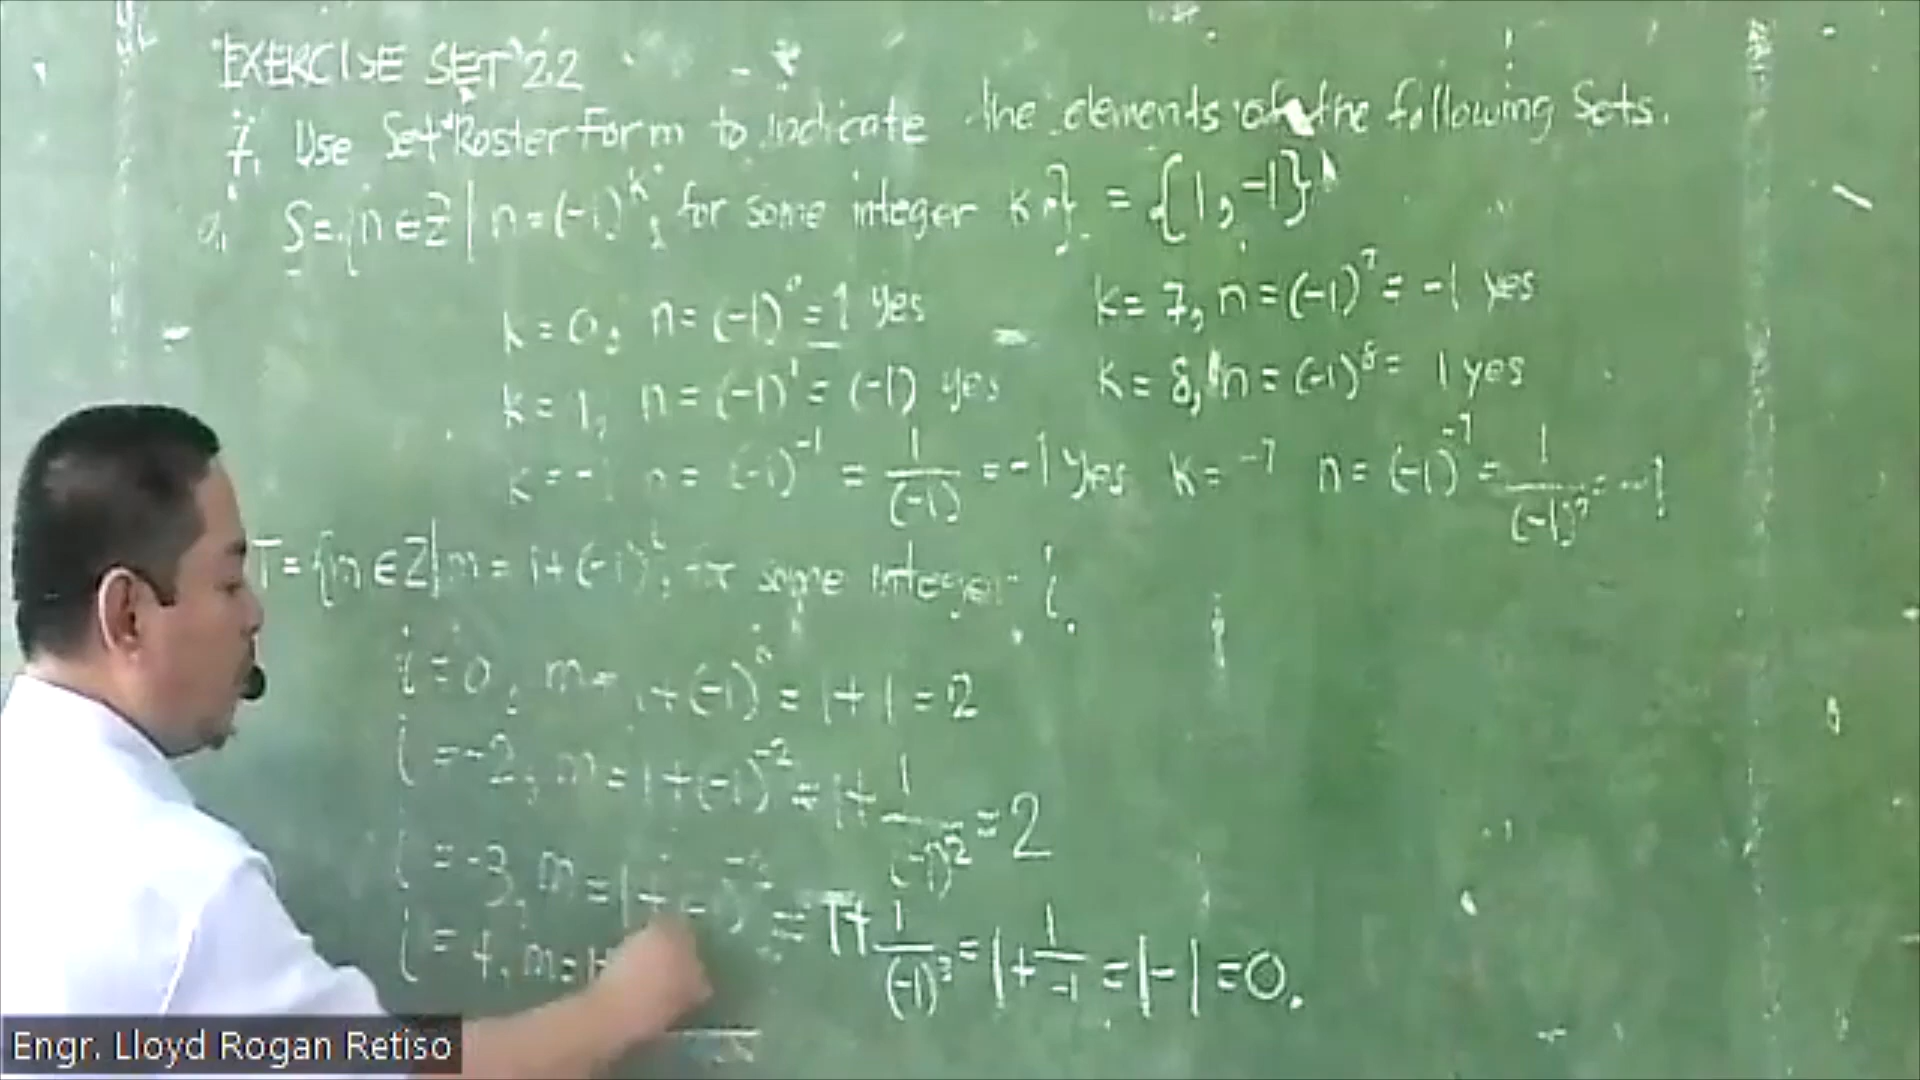 EXERCISE SET 2.2
7. Use Set Roster Form to indicate the elements of the following Sets.
a. S = {n ∈ Z | n = (-1)^k, for some integer k} = {1, -1}
k = 0, n = (-1)^0 = 1 yes
k = 1, n = (-1)^1 = (-1) yes
k = -1 n = (-1)^-1 = 1/(-1) = -1 yes
k = 7, n = (-1)^7 = -1 yes
k = 8, n = (-1)^8 = 1 yes
k = -7 n = (-1)^-7 = 1/(-1)^7 = -1
T = {m ∈ Z | m = 1+(-1)^i, some integer i.
i = 0, m = 1+(-1)^0 = 1+1 = 2
i = -2, m = 1+(-1)^-2 = 1+ 1/(-1)^2 = 2
i = -3, m = 1+ = 1+ 1/(-1)^3 = 1+ 1/-1 = 1-1 = 0.
i = 4, m = 1+
Engr. Lloyd Rogan Retiso